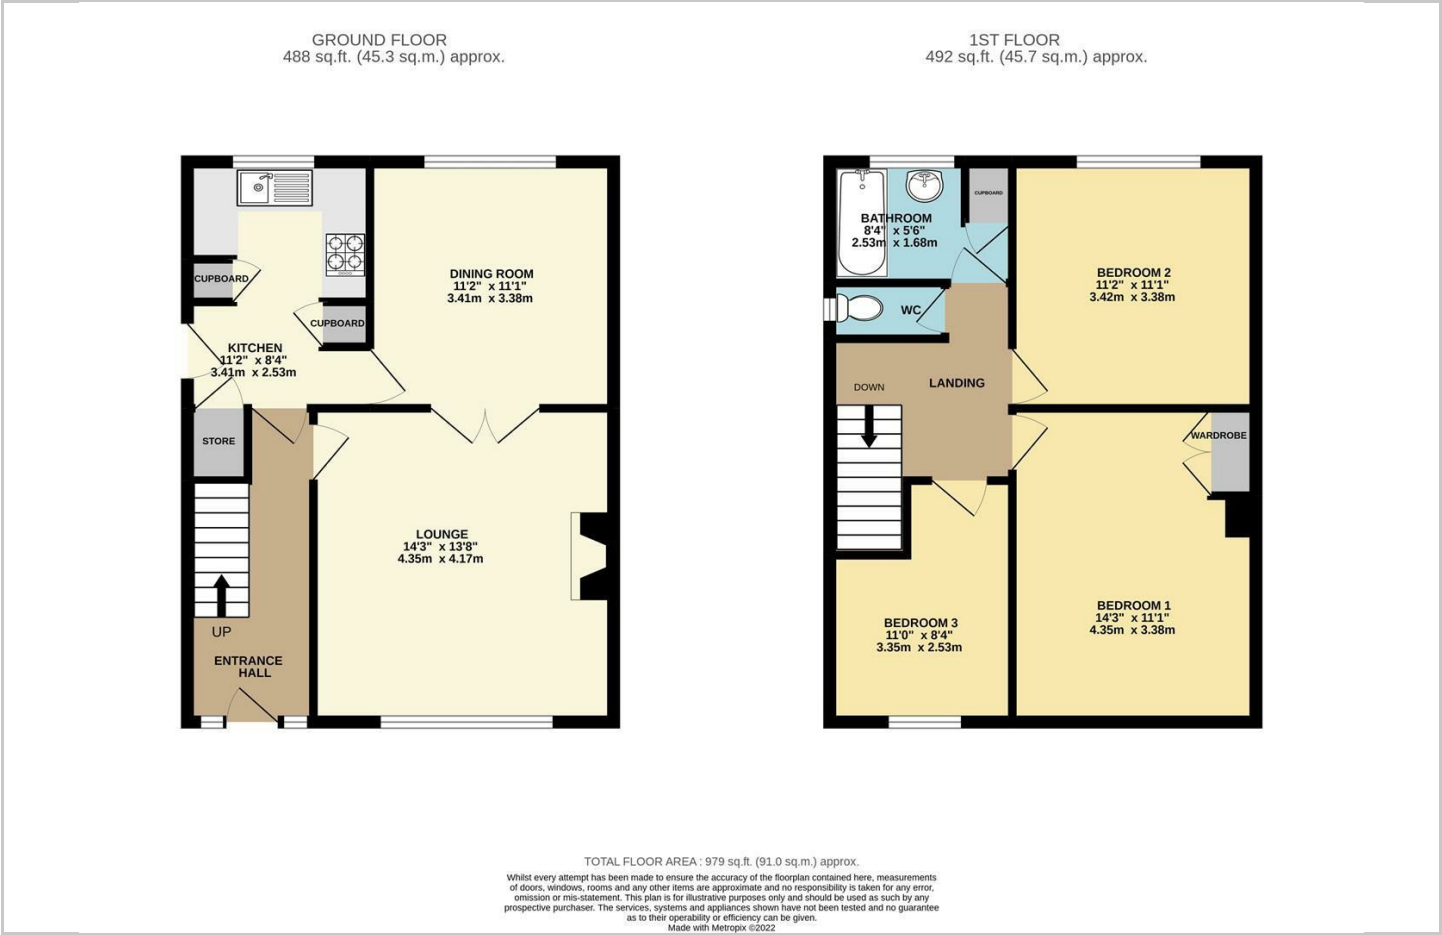 GROUND FLOOR
488 sq.ft. (45.3 sq.m.) approx.
CUPBOARD
CUPBOARD
KITCHEN
11'2" x 8'4"
3.41m x 2.53m
DINING ROOM
11'2" x 11'1"
3.41m x 3.38m
STORE
LOUNGE
14'3" x 13'8"
4.35m x 4.17m
UP
ENTRANCE
HALL
1ST FLOOR
492 sq.ft. (45.7 sq.m.) approx.
CUPBOARD
BATHROOM
8'4" x 5'6"
2.53m x 1.68m
BEDROOM 2
11'2" x 11'1"
3.42m x 3.38m
WC
DOWN
LANDING
WARDROBE
BEDROOM 3
11'0" x 8'4"
3.35m x 2.53m
BEDROOM 1
14'3" x 11'1"
4.35m x 3.38m
TOTAL FLOOR AREA : 979 sq.ft. (91.0 sq.m.) approx.
Whilst every attempt has been made to ensure the accuracy of the floorplan contained here, measurements
of doors, windows, rooms and any other items are approximate and no responsibility is taken for any error,
omission or mis-statement. This plan is for illustrative purposes only and should be used as such by any
prospective purchaser. The services, systems and appliances shown have not been tested and no guarantee
as to their operability or efficiency can be given.
Made with Metropix ©2022